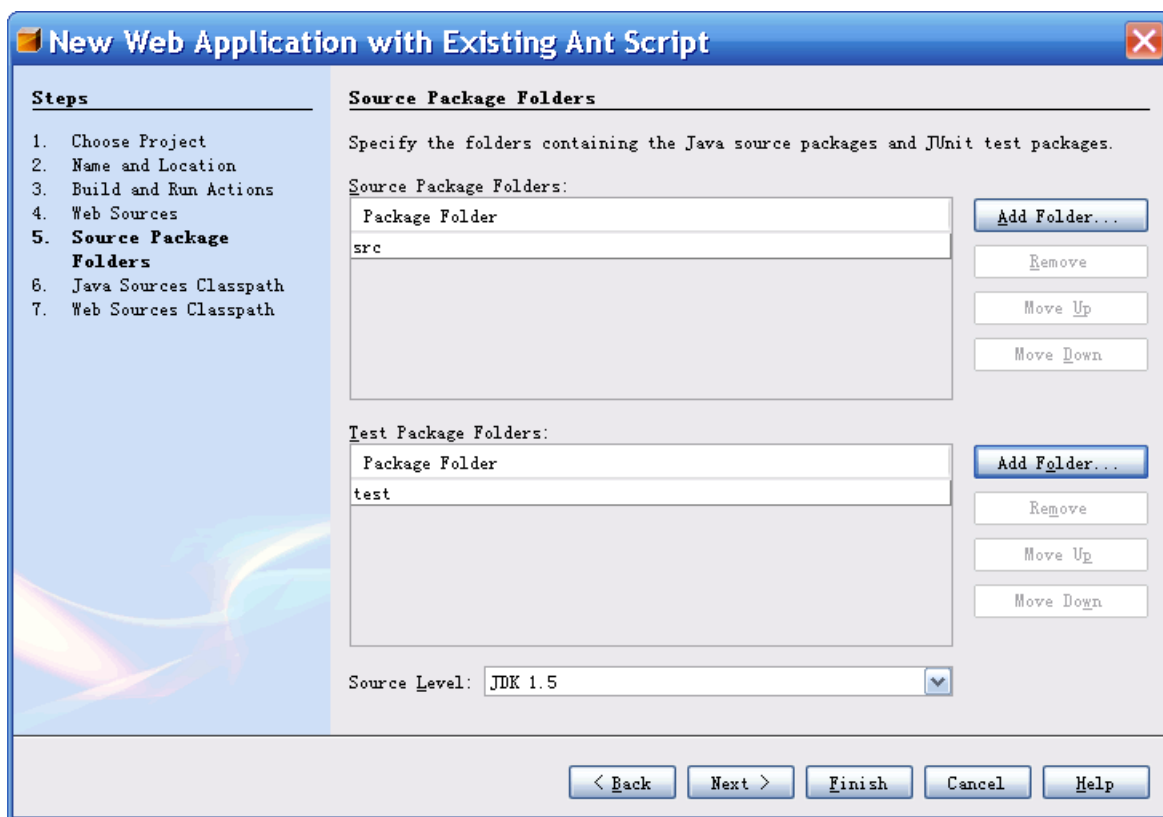 New Web Application with Existing Ant Script
Steps
1. Choose Project
2. Name and Location
3. Build and Run Actions
4. Web Sources
5. Source Package
Folders
6. Java Sources Classpath
7. Web Sources Classpath
Source Package Folders
Specify the folders containing the Java source packages and JUnit test packages.
Source Package Folders:
Package Folder
src
Add Folder...
Remove
Move Up
Move Down
Test Package Folders:
Package Folder
test
Add Folder...
Remove
Move Up
Move Down
Source Level: JDK 1.5
< Back Next > Finish Cancel Help